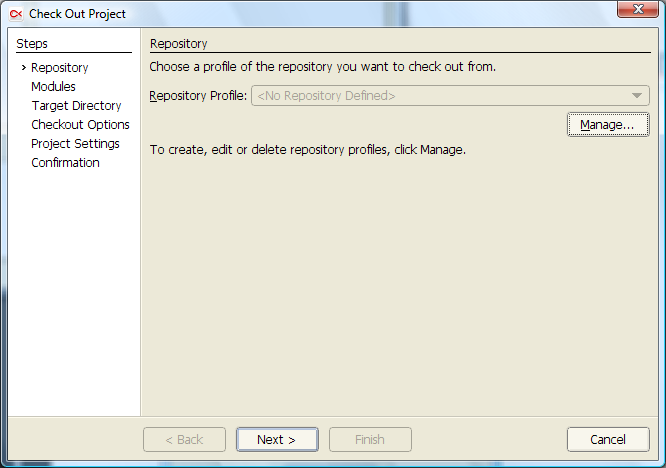 Check Out Project
Steps
> Repository
Modules
Target Directory
Checkout Options
Project Settings
Confirmation
Repository
Choose a profile of the repository you want to check out from.
Repository Profile: <No Repository Defined>
Manage...
To create, edit or delete repository profiles, click Manage.
< Back Next > Finish Cancel